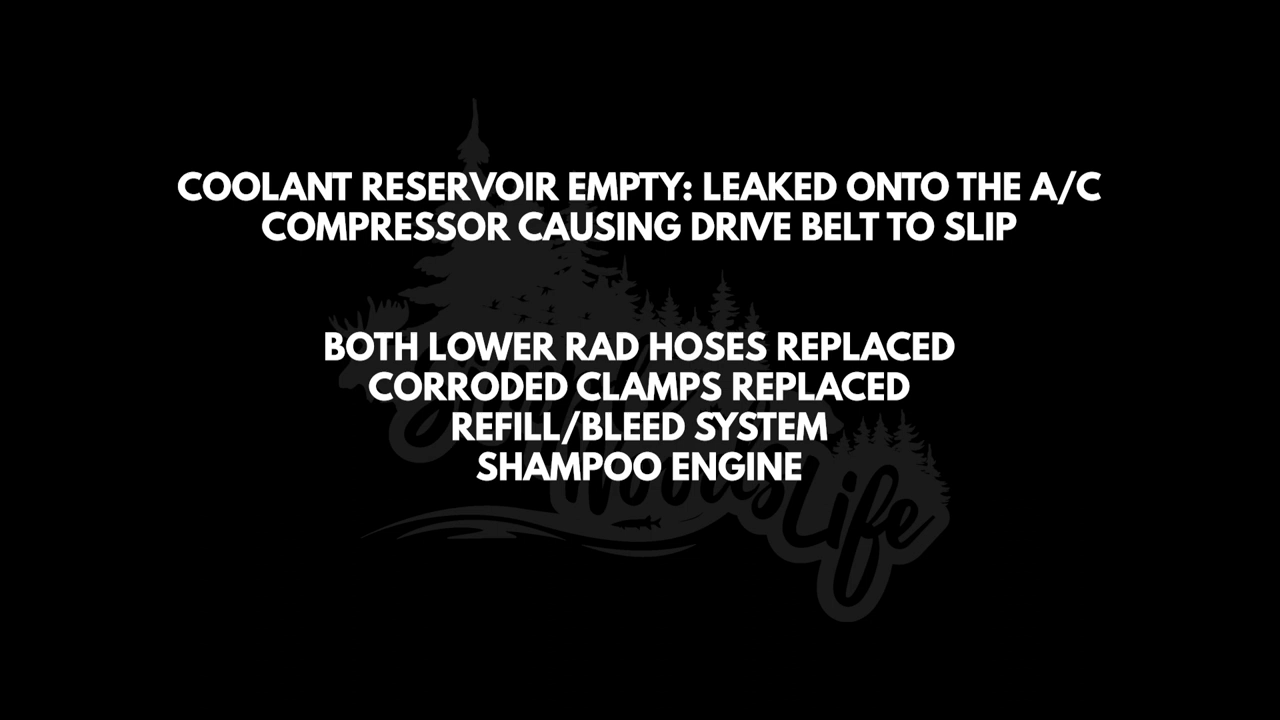 COOLANT RESERVOIR EMPTY: LEAKED ONTO THE A/C
COMPRESSOR CAUSING DRIVE BELT TO SLIP
BOTH LOWER RAD HOSES REPLACED
CORRODED CLAMPS REPLACED
REFILL/BLEED SYSTEM
SHAMPOO ENGINE
Life